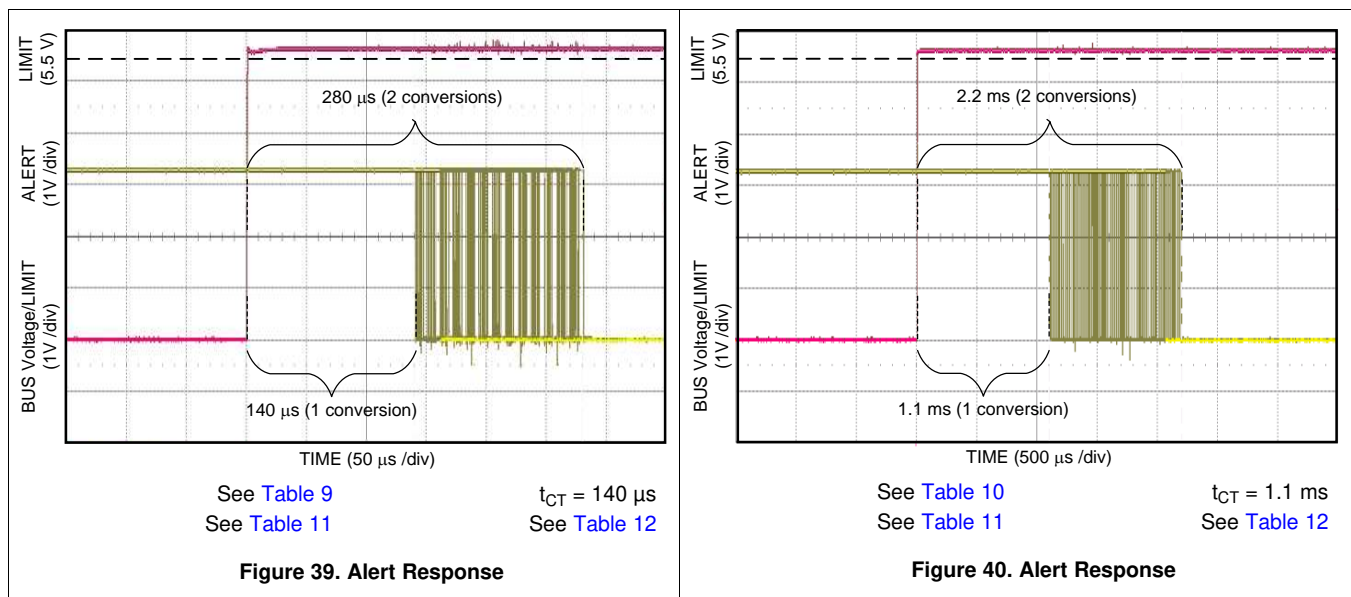 LIMIT
(5.5 V)
280 µs (2 conversions)
ALERT
(1V /div)
BUS Voltage/LIMIT
(1V /div)
140 µs (1 conversion)
TIME (50 µs /div)
See Table 9
t_CT = 140 µs
See Table 11
See Table 12
Figure 39. Alert Response
LIMIT
(5.5 V)
2.2 ms (2 conversions)
ALERT
(1V /div)
BUS Voltage/LIMIT
(1V /div)
1.1 ms (1 conversion)
TIME (500 µs /div)
See Table 10
t_CT = 1.1 ms
See Table 11
See Table 12
Figure 40. Alert Response